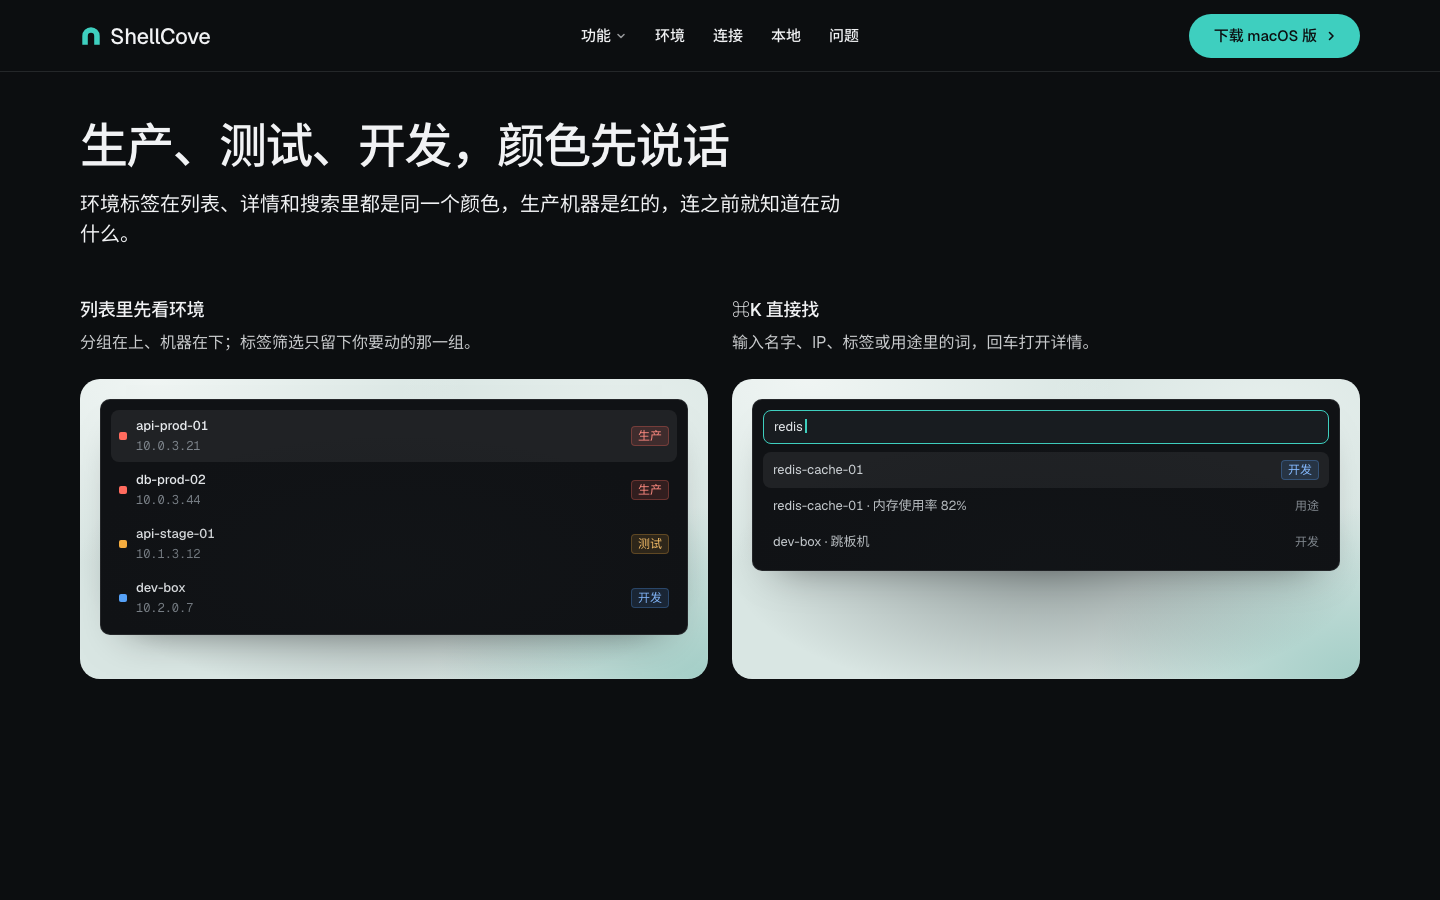 ShellCove
功能
环境
连接
本地
问题
下载 macOS 版
生产、测试、开发，颜色先说话
环境标签在列表、详情和搜索里都是同一个颜色，生产机器是红的，连之前就知道在动
什么。
列表里先看环境
分组在上、机器在下；标签筛选只留下你要动的那一组。
api-prod-01
10.0.3.21
生产
db-prod-02
10.0.3.44
生产
api-stage-01
10.1.3.12
测试
dev-box
10.2.0.7
开发
⌘K 直接找
输入名字、IP、标签或用途里的词，回车打开详情。
redis
redis-cache-01
开发
redis-cache-01 · 内存使用率 82%
用途
dev-box · 跳板机
开发